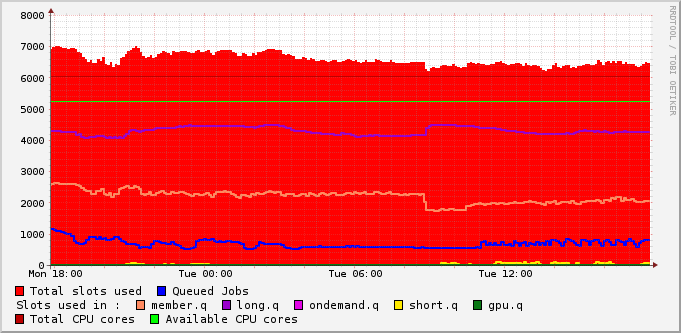 8000
7000
6000
5000
4000
3000
2000
1000
0
Mon 18:00 Tue 00:00 Tue 06:00 Tue 12:00
Total slots used Queued Jobs
Slots used in : member.q long.q ondemand.q short.q gpu.q
Total CPU cores Available CPU cores
RRDTOOL / TOBI OETIKER